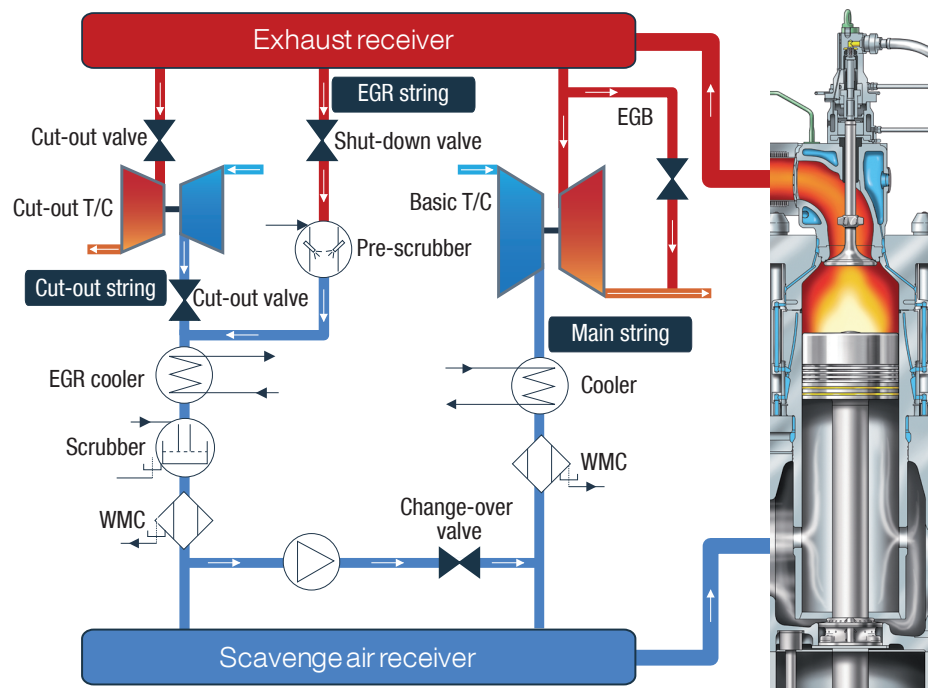 Exhaust receiver
EGR string
EGB
Cut-out valve
Shut-down valve
Cut-out T/C
Basic T/C
Pre-scrubber
Cut-out string
Cut-out valve
Main string
EGR cooler
Cooler
Scrubber
WMC
WMC
Change-over
valve
Scavenge air receiver